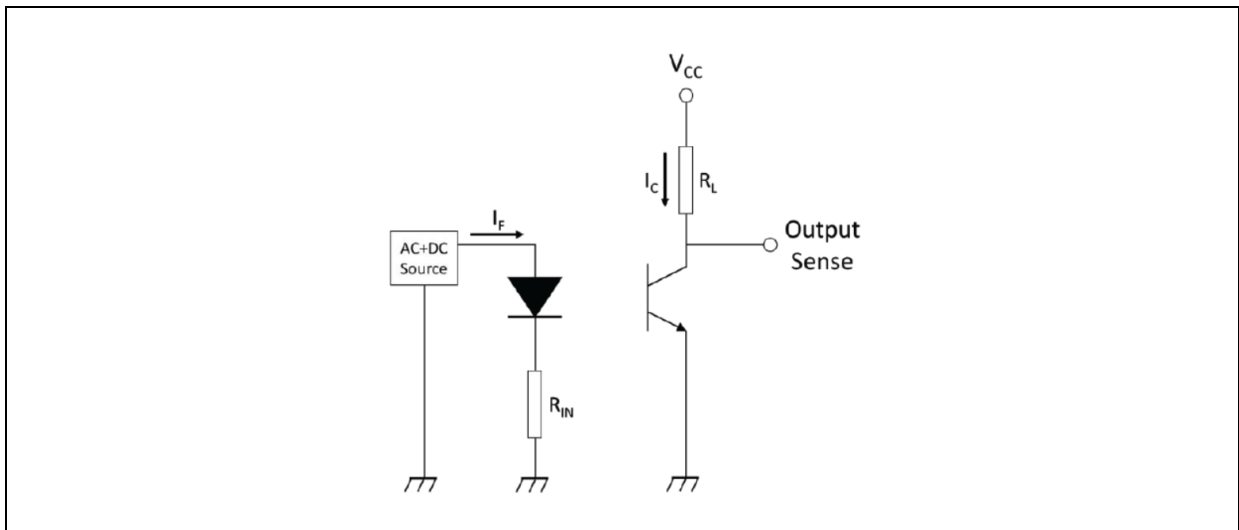 V_CC
I_C
R_L
I_F
AC+DC
Source
Output
Sense
R_IN